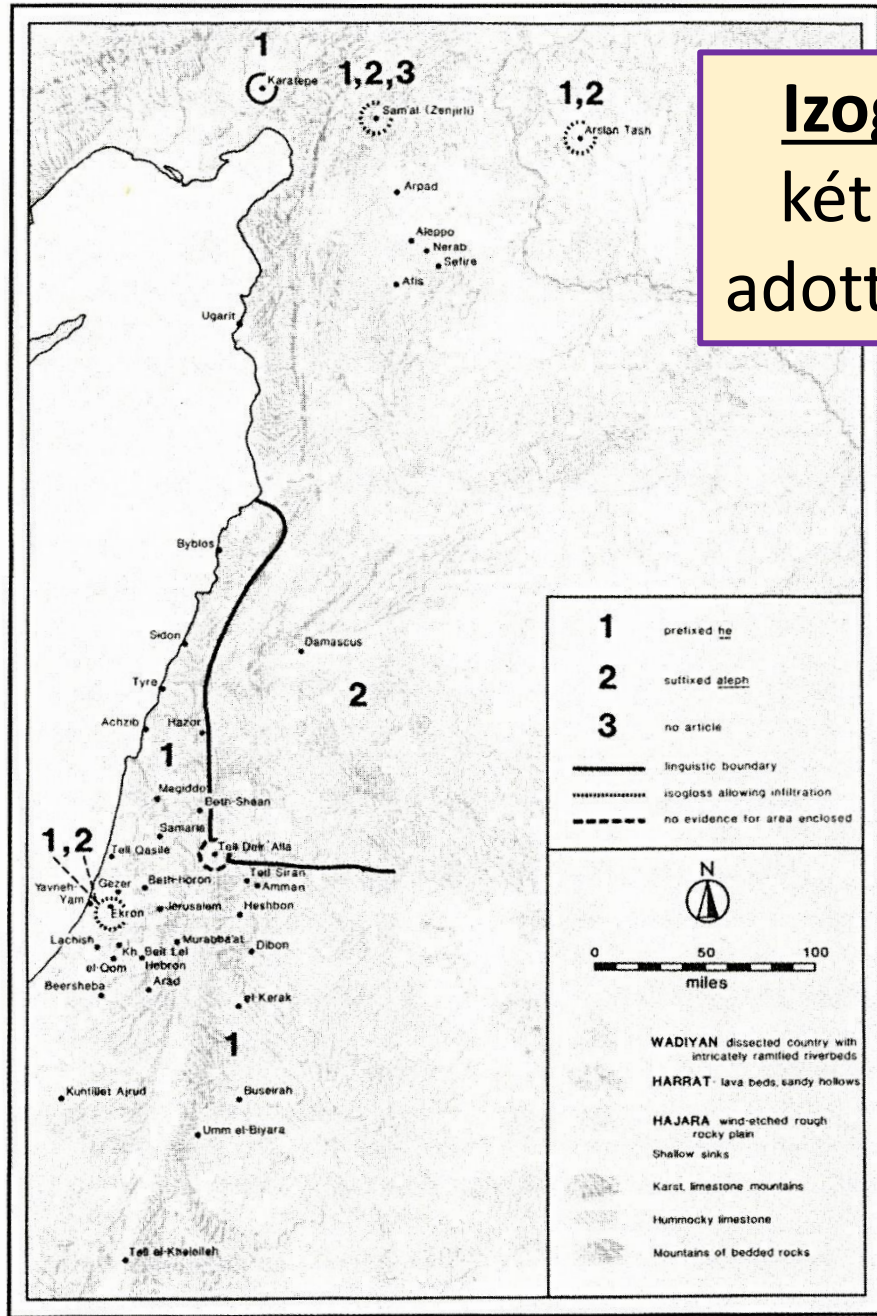 1
Karatepe
1,2,3
Sam'al (Zenjirli)
1,2
Arslan Tash
Izog
két
adott
Arpad
Aleppo
Nerab
Sefire
Afis
Ugarit
Byblos
Sidon
Damascus
Tyre
2
Achzib
Hazor
1
Megiddo
Beth-Shean
Samaria
1,2
Tell Qasile
Tell Deir 'Alla
Tell Siran
Amman
Yavneh-
Yam
Gezer
Beth-horon
Ekron
Jerusalem
Heshbon
Lachish
Murabba'at
Dibon
Kh. Beit Lei
el-Qom
Hebron
Beersheba
Arad
el-Kerak
1
Kuntillet Ajrud
Buseirah
Umm el-Biyara
Tell el-Kheleifeh
1 prefixed he
2 suffixed aleph
3 no article
linguistic boundary
isogloss allowing infiltration
no evidence for area enclosed
N
0 50 100
miles
WADIYAN dissected country with
intricately ramified riverbeds
HARRAT - lava beds, sandy hollows
HAJARA wind-etched rough
rocky plain
Shallow sinks
Karst, limestone mountains
Hummocky limestone
Mountains of bedded rocks